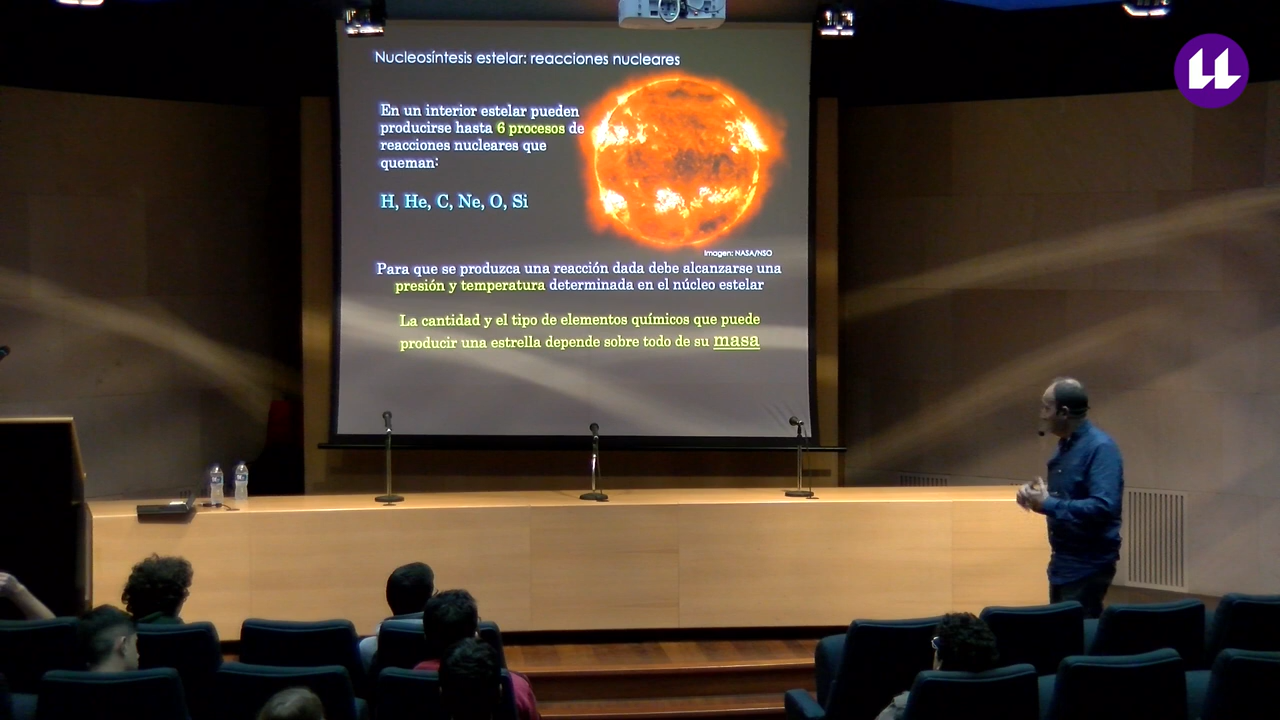 Nucleosíntesis estelar: reacciones nucleares
En un interior estelar pueden
producirse hasta 6 procesos de
reacciones nucleares que
queman:
H, He, C, Ne, O, Si
Imagen: NASA/NSO
Para que se produzca una reacción dada debe alcanzarse una
presión y temperatura determinada en el núcleo estelar
La cantidad y el tipo de elementos químicos que puede
producir una estrella depende sobre todo de su masa